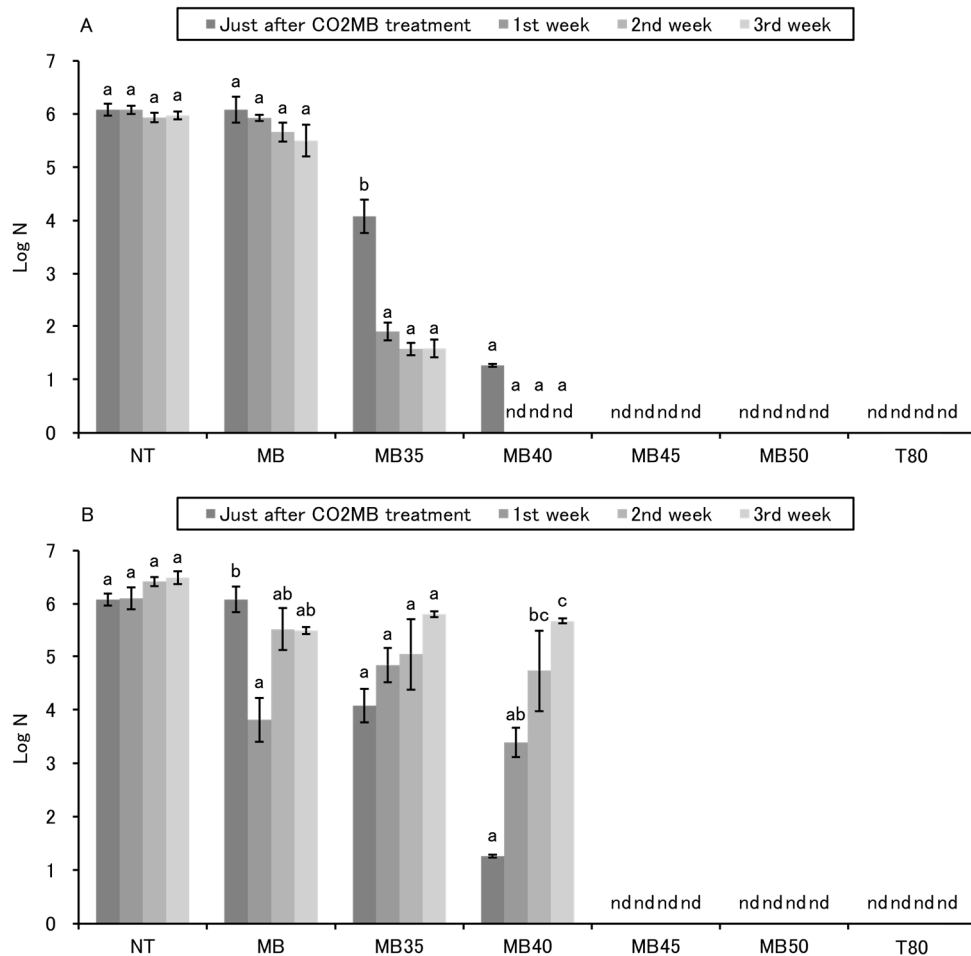 A
Just after CO2MB treatment 1st week 2nd week 3rd week
7
a a a a a a a a
6
5
b
4
Log N
3
2
a a a
a
1
a a a
nd nd nd nd nd nd nd nd nd nd nd nd nd nd nd
0
NT MB MB35 MB40 MB45 MB50 T80
B
Just after CO2MB treatment 1st week 2nd week 3rd week
7
a a a a b a ab ab a a a a a ab bc c
6
5
4
Log N
3
2
1
nd nd nd nd nd nd nd nd nd nd nd nd
0
NT MB MB35 MB40 MB45 MB50 T80